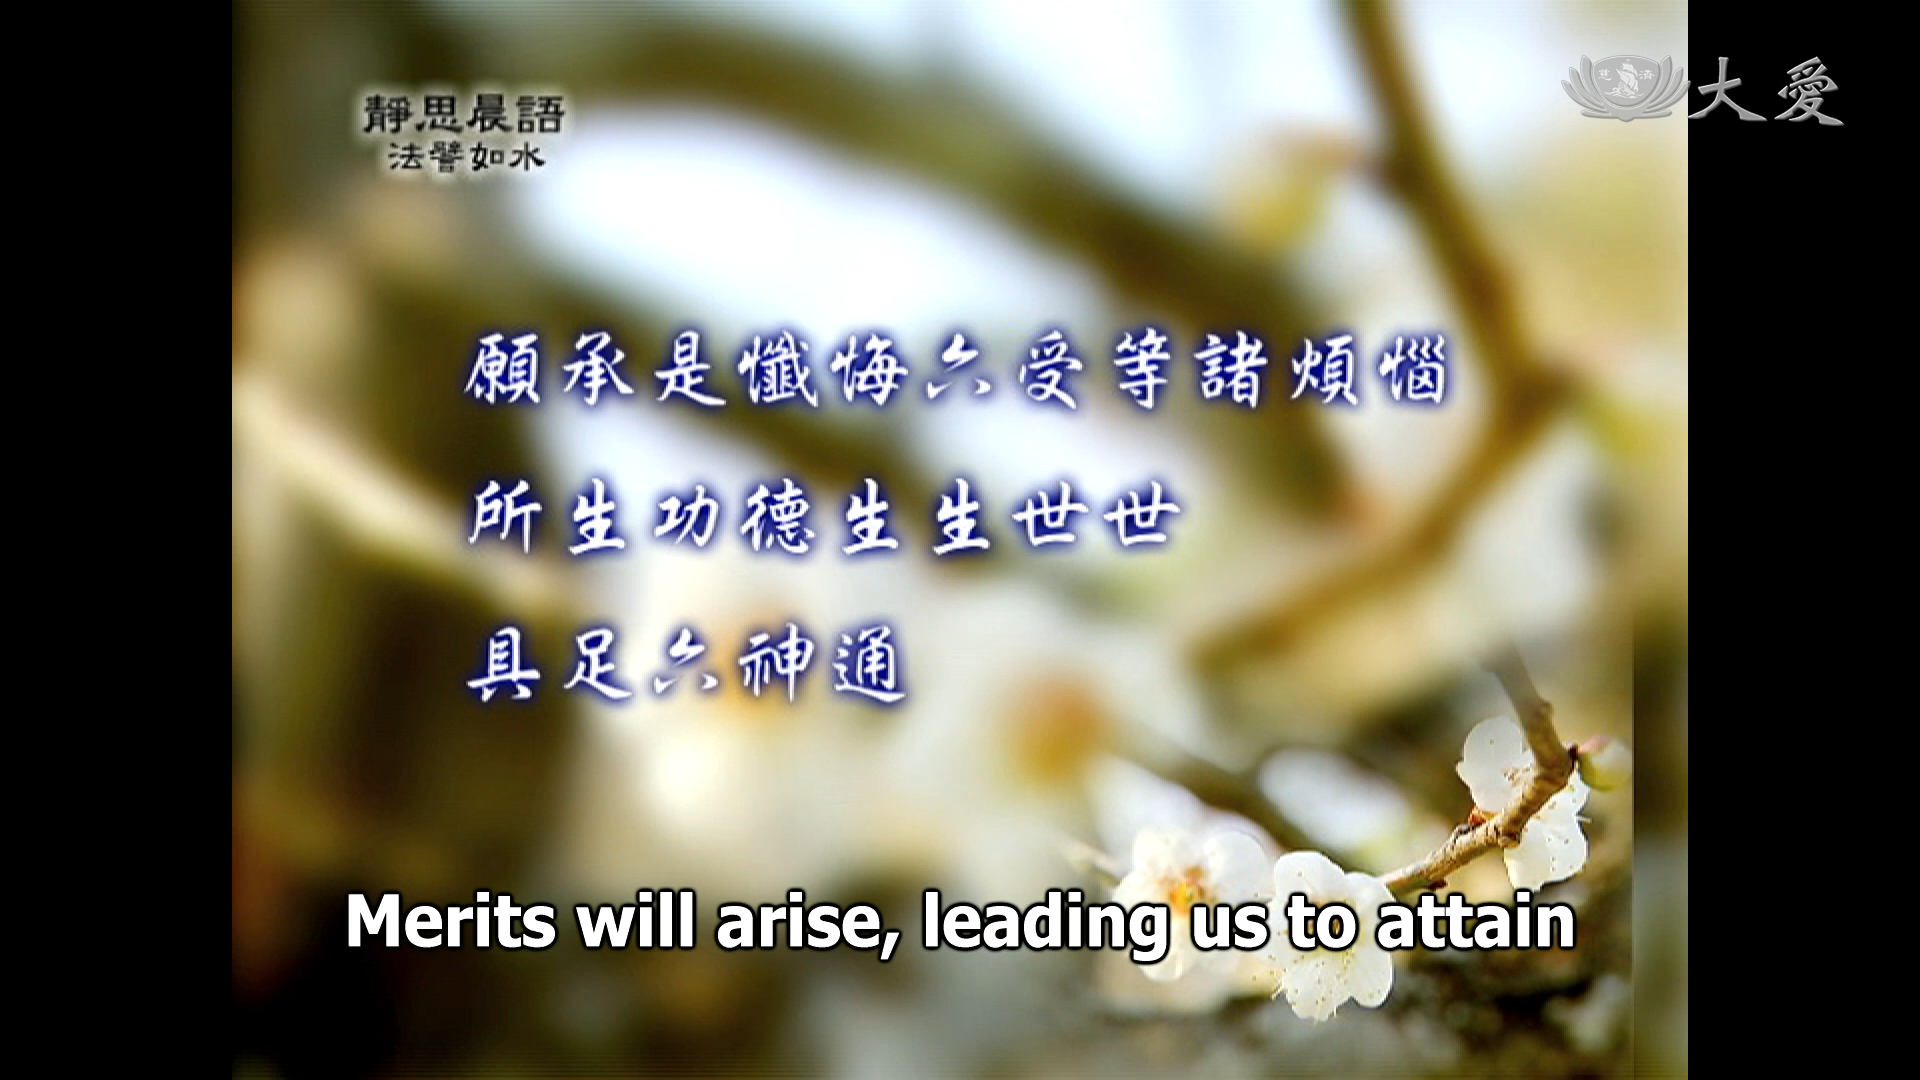 靜思晨語
法譬如水
慈濟
大愛
願承是懺悔六受等諸煩惱
所生功德生生世世
具足六神通
Merits will arise, leading us to attain